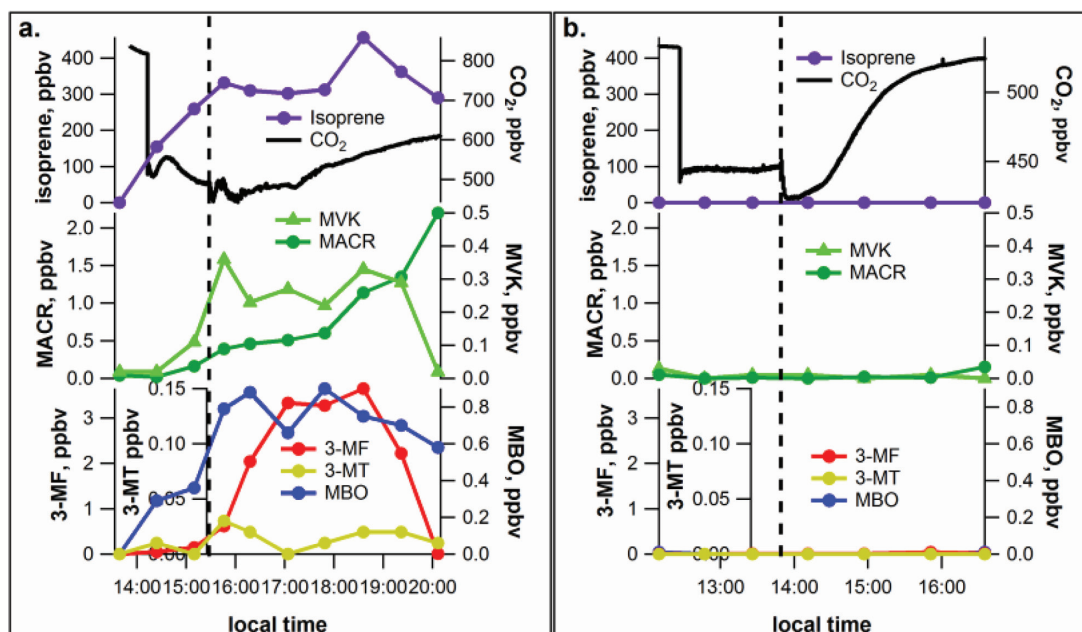 a.
400
300
200
100
0
isoprene, ppbv
800
700
600
500
CO2, ppbv
Isoprene
CO2
2.0
1.5
1.0
0.5
0.0
MACR, ppbv
0.5
0.4
0.3
0.2
0.1
0.0
MVK, ppbv
MVK
MACR
3
2
1
0
3-MF, ppbv
0.15
0.10
0.05
0.00
3-MT ppbv
0.8
0.6
0.4
0.2
0.0
MBO, ppbv
3-MF
3-MT
MBO
14:00 15:00 16:00 17:00 18:00 19:00 20:00
local time
b.
400
300
200
100
0
isoprene, ppbv
500
450
CO2, ppbv
Isoprene
CO2
2.0
1.5
1.0
0.5
0.0
MACR, ppbv
0.5
0.4
0.3
0.2
0.1
0.0
MVK, ppbv
MVK
MACR
3
2
1
0
3-MF, ppbv
0.15
0.10
0.05
0.00
3-MT ppbv
0.8
0.6
0.4
0.2
0.0
MBO, ppbv
3-MF
3-MT
MBO
13:00 14:00 15:00 16:00
local time